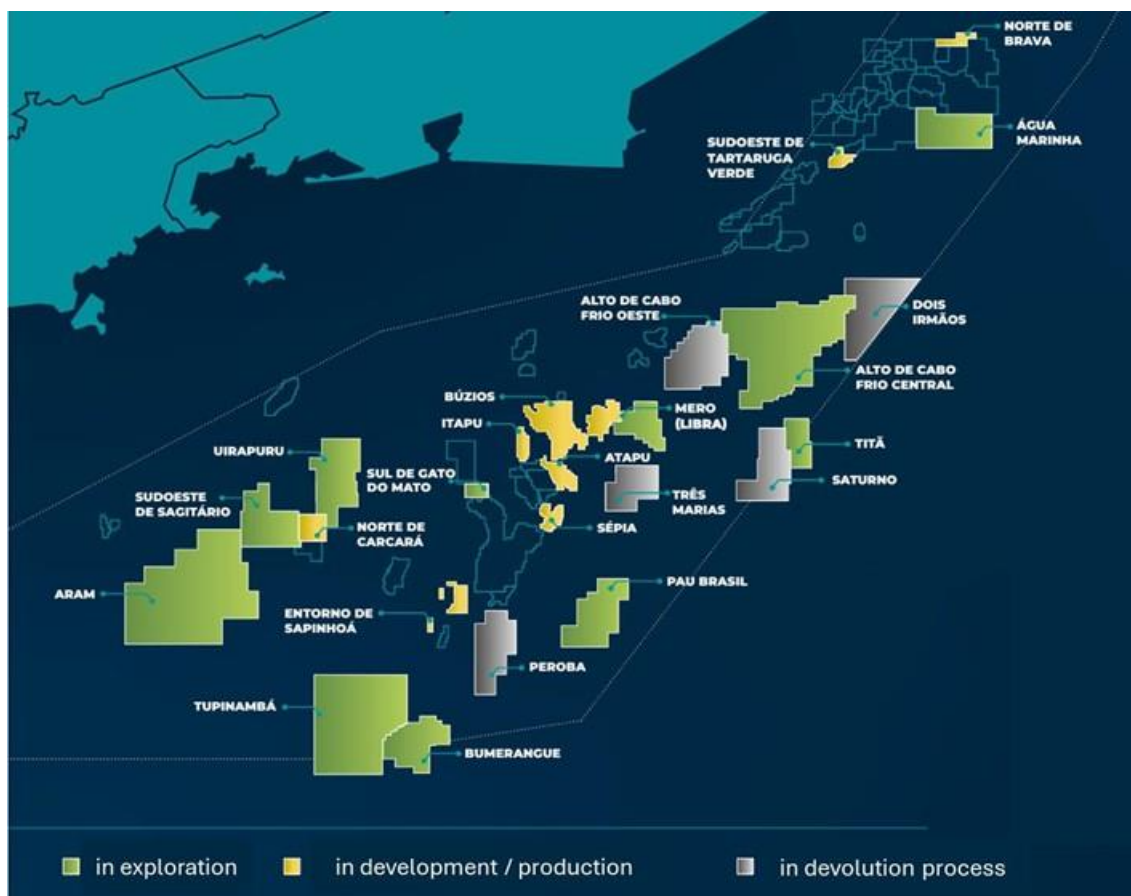 NORTE DE
BRAVA
ÁGUA
MARINHA
SUDOESTE DE
TARTARUGA
VERDE
ALTO DE CABO
FRIO OESTE
DOIS
IRMÃOS
ALTO DE CABO
FRIO CENTRAL
BÚZIOS
MERO
(LIBRA)
ITAPU
TITÃ
UIRAPURU
ATAPU
SUL DE GATO
DO MATO
SATURNO
SUDOESTE
DE SAGITÁRIO
TRÊS
MARIAS
NORTE DE
CARCARÁ
SÉPIA
PAU BRASIL
ARAM
ENTORNO DE
SAPINHOÁ
PEROBA
TUPINAMBÁ
BUMERANGUE
in exploration
in development / production
in devolution process